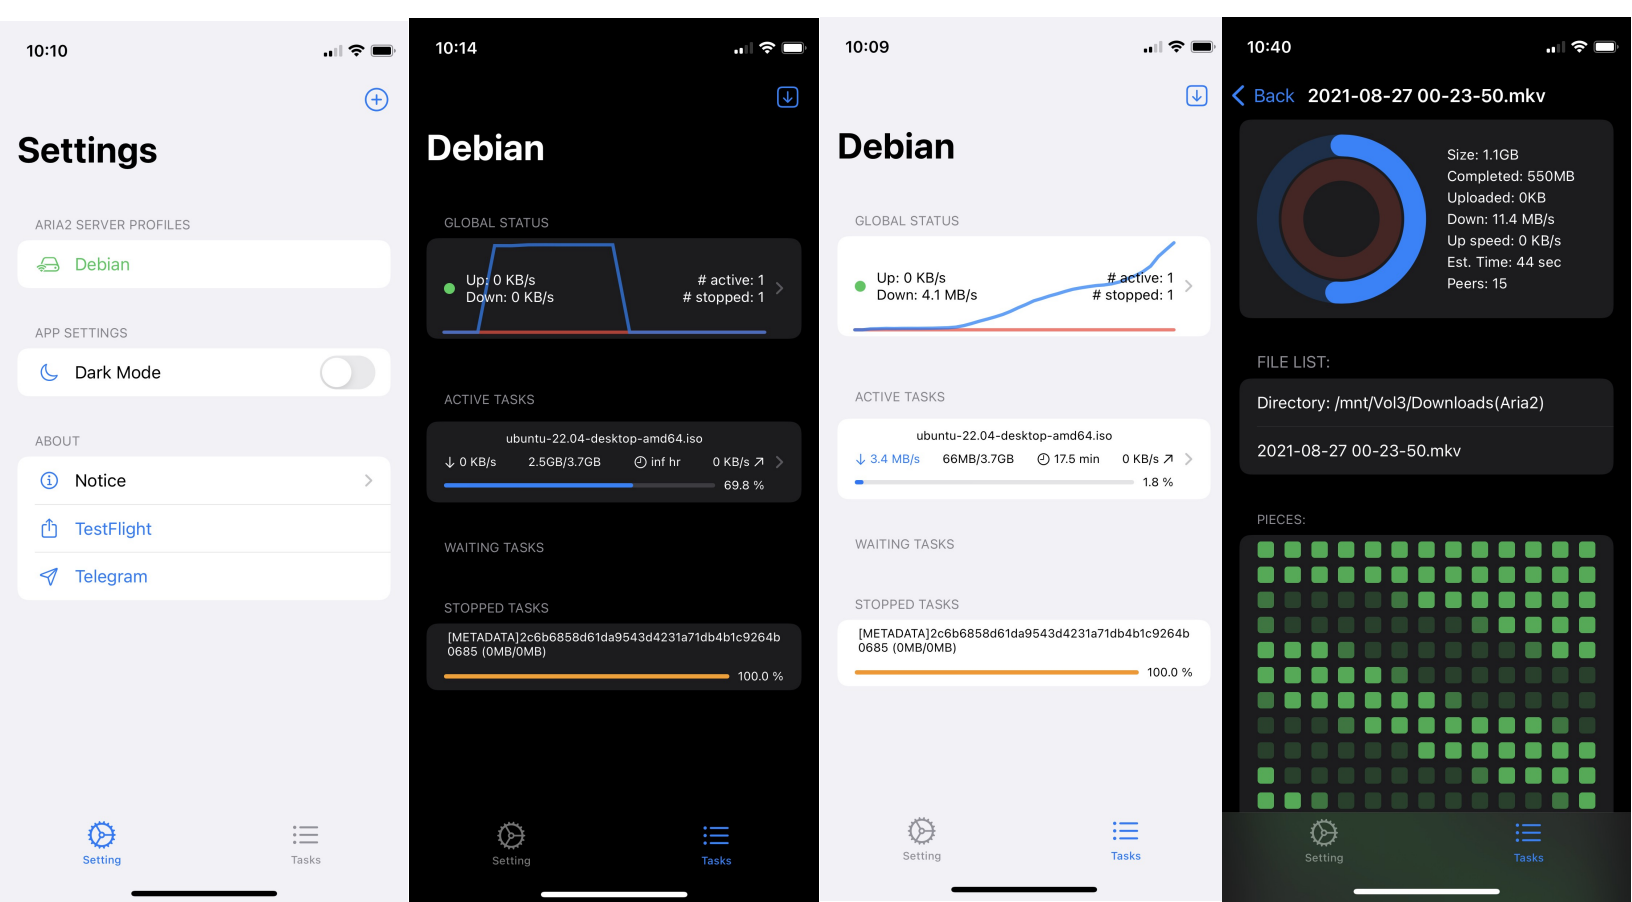 10:10
Settings
ARIA2 SERVER PROFILES
Debian
APP SETTINGS
Dark Mode
ABOUT
Notice
TestFlight
Telegram
Setting
Tasks
10:14
Debian
GLOBAL STATUS
Up: 0 KB/s
# active: 1
Down: 0 KB/s
# stopped: 1
ACTIVE TASKS
ubuntu-22.04-desktop-amd64.iso
0 KB/s 2.5GB/3.7GB inf hr 0 KB/s
69.8 %
WAITING TASKS
STOPPED TASKS
[METADATA]2c6b6858d61da9543d4231a71db4b1c9264b
0685 (0MB/0MB)
100.0 %
Setting
Tasks
10:09
Debian
GLOBAL STATUS
Up: 0 KB/s
# active: 1
Down: 4.1 MB/s
# stopped: 1
ACTIVE TASKS
ubuntu-22.04-desktop-amd64.iso
3.4 MB/s 66MB/3.7GB 17.5 min 0 KB/s
1.8 %
WAITING TASKS
STOPPED TASKS
[METADATA]2c6b6858d61da9543d4231a71db4b1c9264b
0685 (0MB/0MB)
100.0 %
Setting
Tasks
10:40
Back 2021-08-27 00-23-50.mkv
Size: 1.1GB
Completed: 550MB
Uploaded: 0KB
Down: 11.4 MB/s
Up speed: 0 KB/s
Est. Time: 44 sec
Peers: 15
FILE LIST:
Directory: /mnt/Vol3/Downloads(Aria2)
2021-08-27 00-23-50.mkv
PIECES:
Setting
Tasks